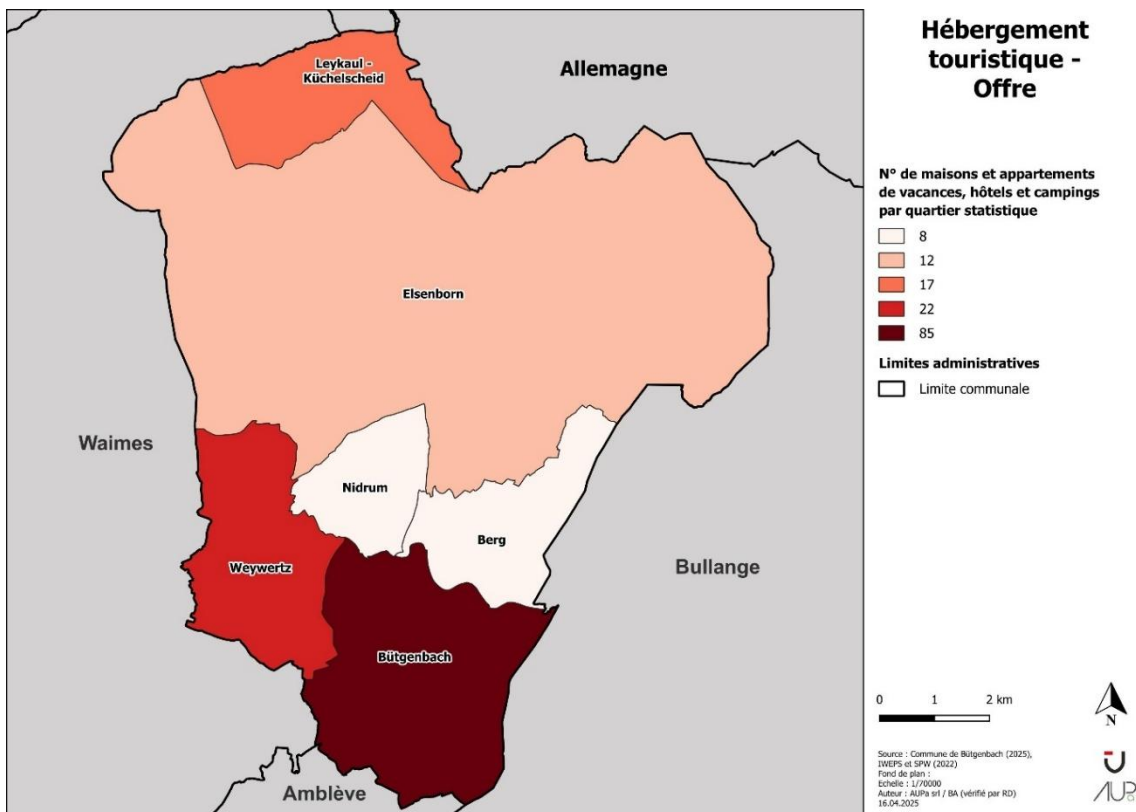 Hébergement
touristique -
Offre
N° de maisons et appartements
de vacances, hôtels et campings
par quartier statistique
8
12
17
22
85
Limites administratives
Limite communale
Leykaul -
Küchelscheid
Allemagne
Elsenborn
Waimes
Nidrum
Berg
Weywertz
Bullange
Bütgenbach
Amblève
0 1 2 km
N
Source : Commune de Bütgenbach (2025),
IWEPS et SPW (2022)
Fond de plan :
Echelle : 1/70000
Auteur : AUPa srl / BA (vérifié par RD)
16.04.2025